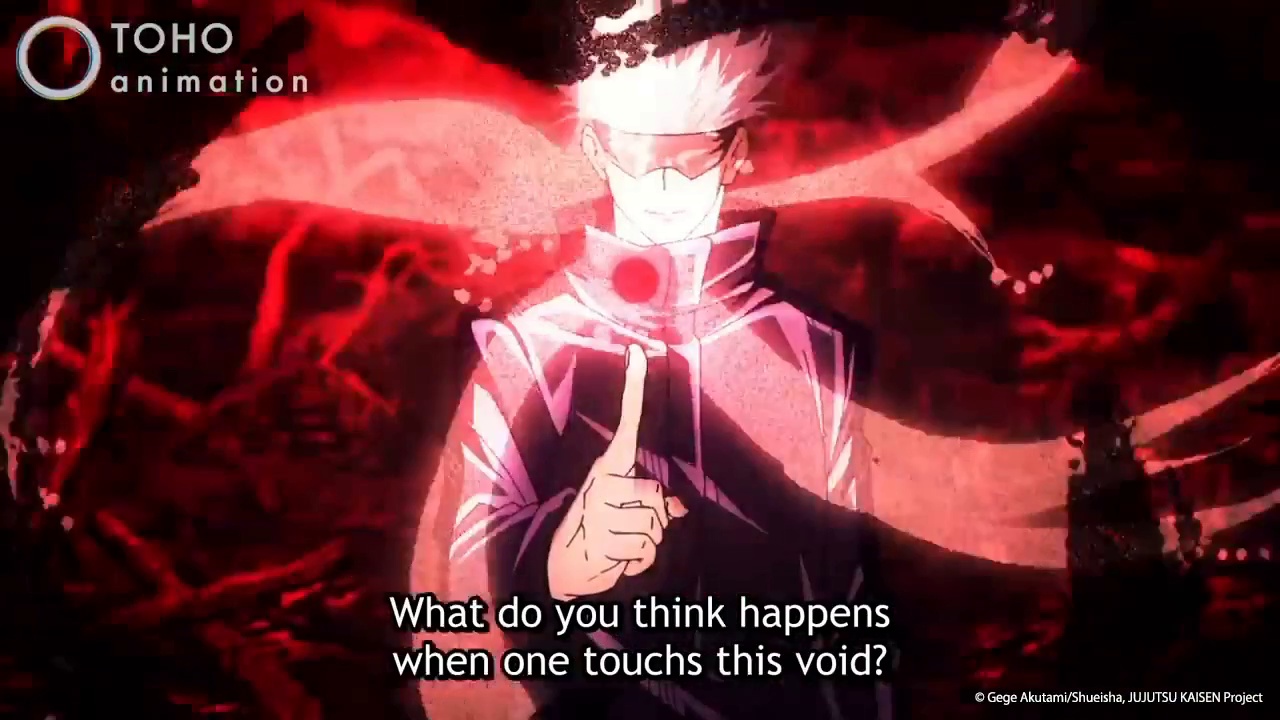 TOHO
animation
What do you think happens
when one touchs this void?
© Gege Akutami/Shueisha, JUJUTSU KAISEN Project